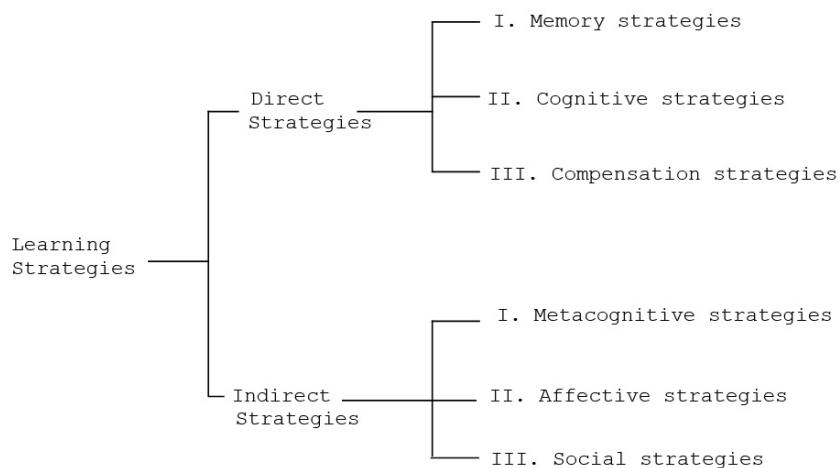 I. Memory strategies
Direct
Strategies
II. Cognitive strategies
III. Compensation strategies
Learning
Strategies
I. Metacognitive strategies
Indirect
Strategies
II. Affective strategies
III. Social strategies